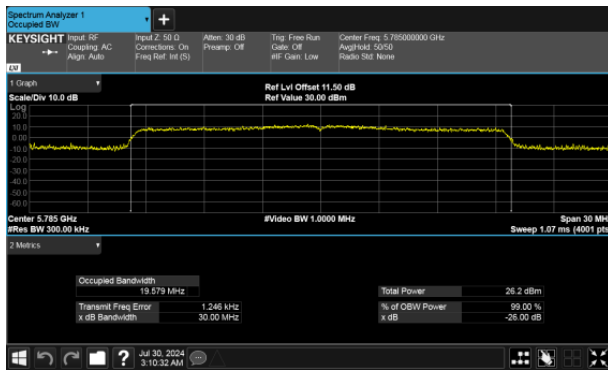 Spectrum Analyzer 1
Occupied BW
KEYSIGHT Input: RF Input Z: 50 Ω Atten: 30 dB Trig: Free Run Center Freq: 5.785000000 GHz
Coupling: AC Corrections: On Preamp: Off Gate: Off Avg|Hold: 50/50
Align: Auto Freq Ref: Int (S) #IF Gain: Low Radio Std: None
LXI
1 Graph Ref Lvl Offset 11.50 dB
Scale/Div 10.0 dB Ref Value 30.00 dBm
Log
20.0
10.0
0.00
-10.0
-20.0
-30.0
-40.0
-50.0
-60.0
Center 5.785 GHz #Video BW 1.0000 MHz Span 30 MH
#Res BW 300.00 kHz Sweep 1.07 ms (4001 pts
2 Metrics
Occupied Bandwidth
19.579 MHz Total Power 26.2 dBm
Transmit Freq Error 1.246 kHz % of OBW Power 99.00 %
x dB Bandwidth 30.00 MHz x dB -26.00 dB
? Jul 30, 2024
3:10:32 AM